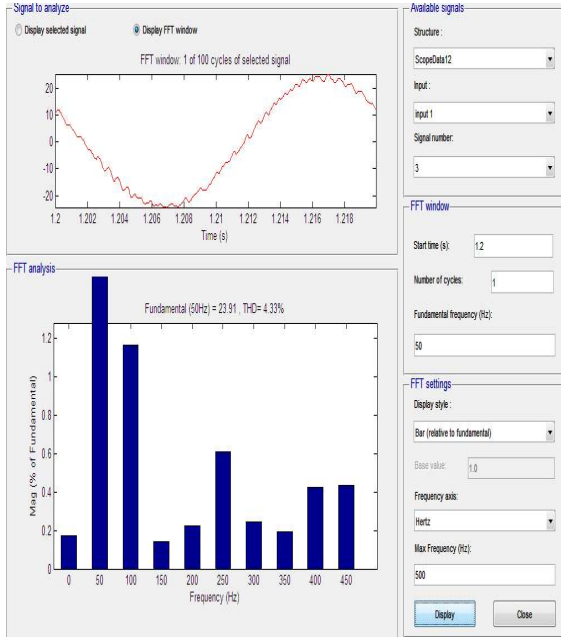 Signal to analyze
Display selected signal
Display FFT window
FFT window: 1 of 100 cycles of selected signal
20
10
0
-10
-20
1.2 1.202 1.204 1.206 1.208 1.21 1.212 1.214 1.216 1.218
Time (s)
FFT analysis
Fundamental (50Hz) = 23.91 , THD= 4.33%
Mag (% of Fundamental)
1.2
1
0.8
0.6
0.4
0.2
0
0 50 100 150 200 250 300 350 400 450
Frequency (Hz)
Available signals
Structure :
ScopeData12
Input :
input 1
Signal number:
3
FFT window
Start time (s): 1.2
Number of cycles: 1
Fundamental frequency (Hz):
50
FFT settings
Display style :
Bar (relative to fundamental)
Base value: 1.0
Frequency axis:
Hertz
Max Frequency (Hz):
500
Display Close